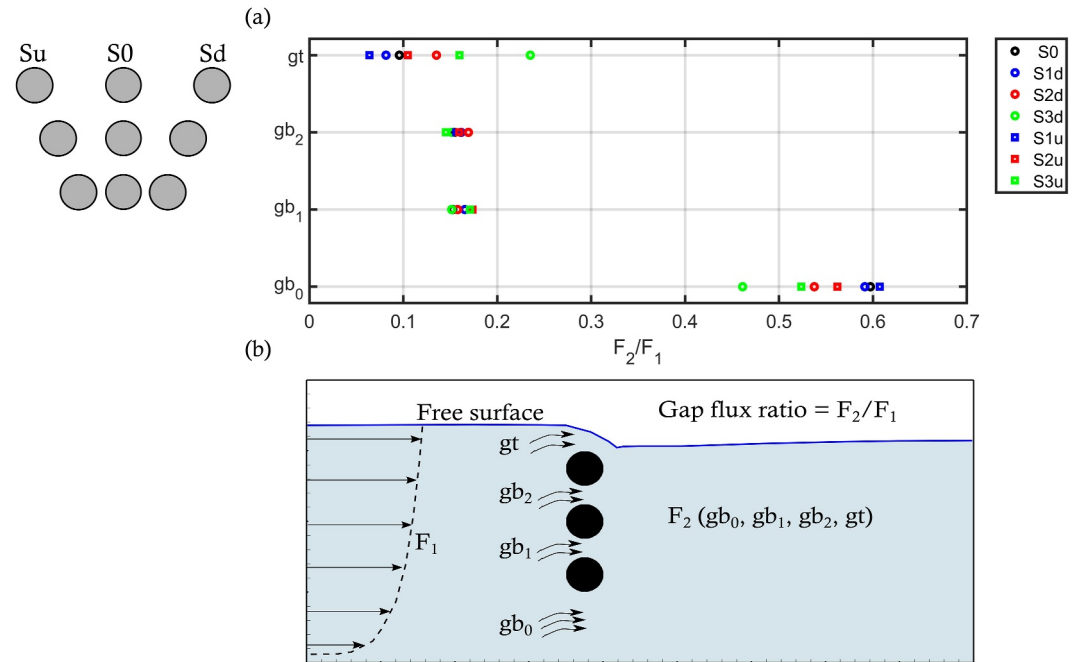 (a)
Su S0 Sd
gt
gb2
gb1
gb0
0 0.1 0.2 0.3 0.4 0.5 0.6 0.7
F2/F1
S0
S1d
S2d
S3d
S1u
S2u
S3u
(b)
Free surface
Gap flux ratio = F2/F1
gt
gb2
F2 (gb0, gb1, gb2, gt)
F1
gb1
gb0